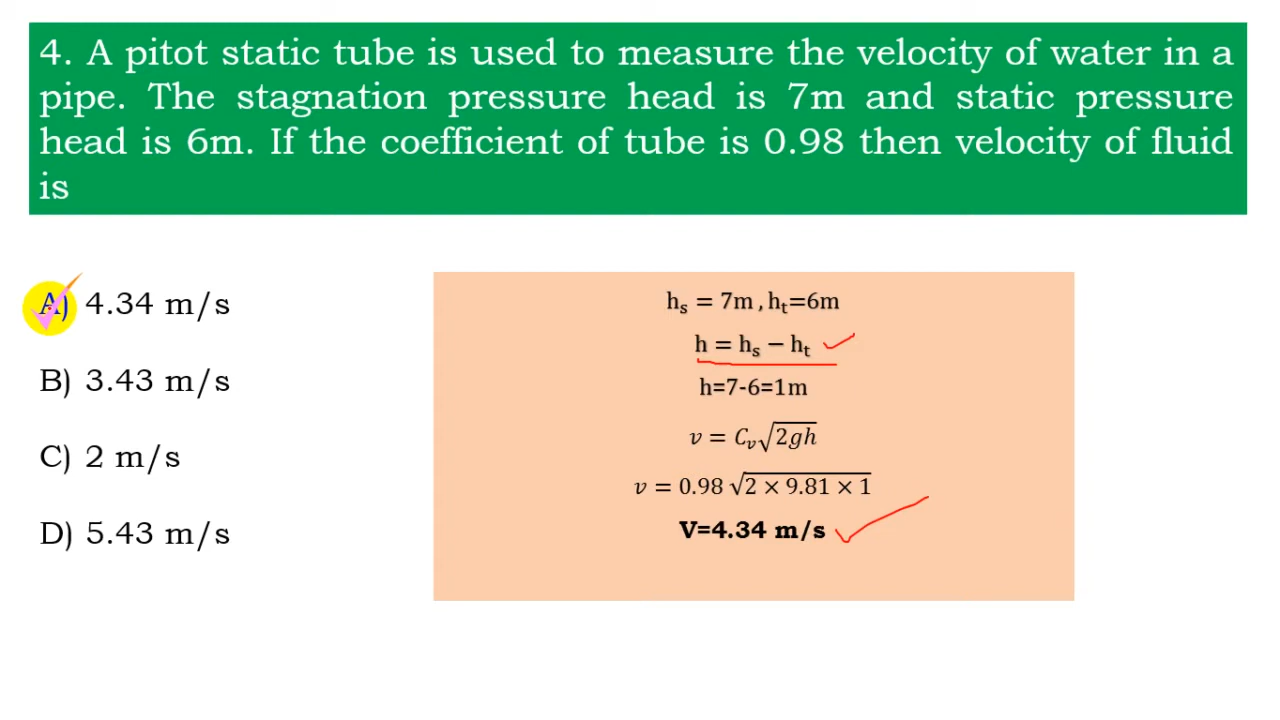 4. A pitot static tube is used to measure the velocity of water in a
pipe. The stagnation pressure head is 7m and static pressure
head is 6m. If the coefficient of tube is 0.98 then velocity of fluid
is
A) 4.34 m/s
B) 3.43 m/s
C) 2 m/s
D) 5.43 m/s
hₛ = 7m , hₜ=6m
h = hₛ − hₜ
h=7-6=1m
v = Cᵥ√2gh
v = 0.98 √2 × 9.81 × 1
V=4.34 m/s